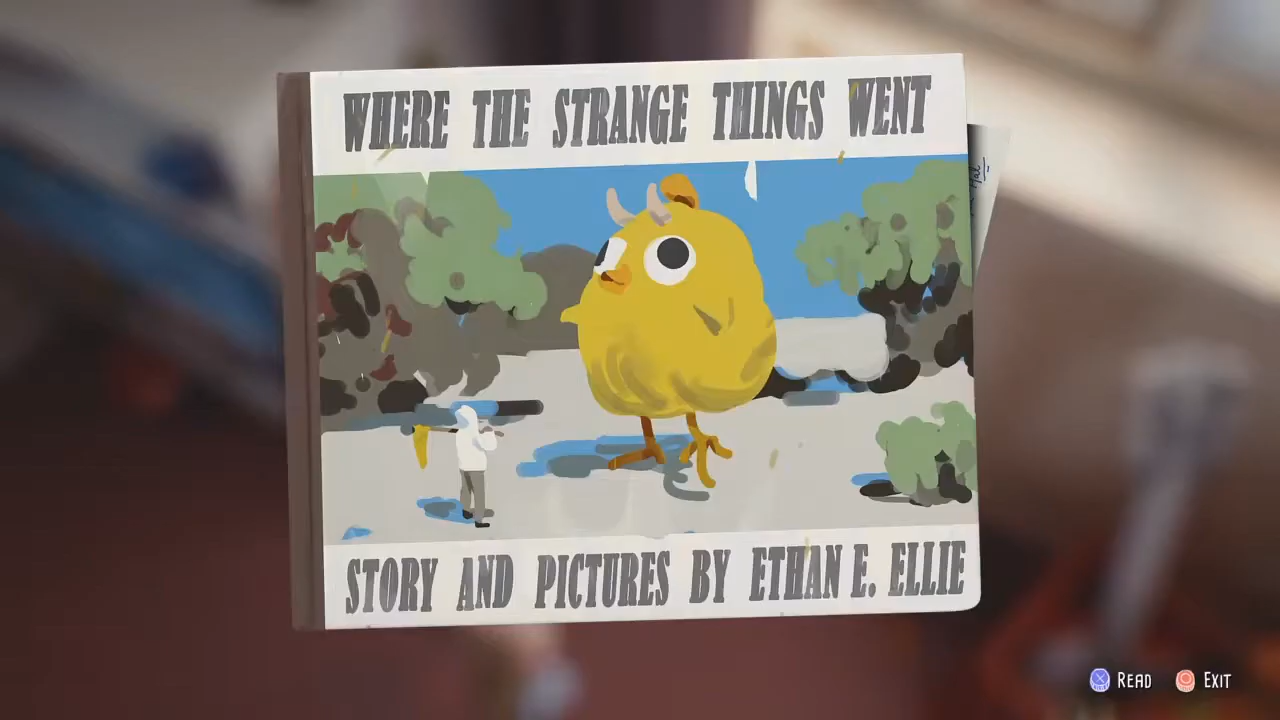 WHERE THE STRANGE THINGS WENT
STORY AND PICTURES BY ETHAN E. ELLIE
READ EXIT